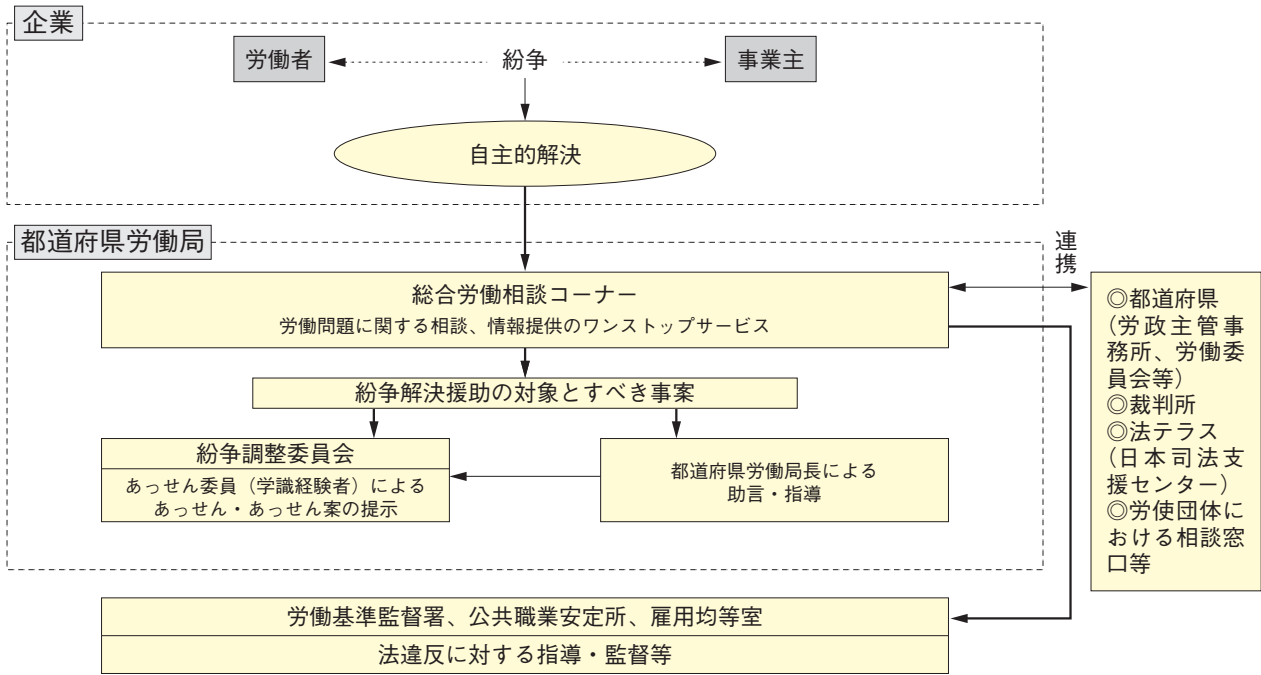 企業
労働者
紛争
事業主
自主的解決
都道府県労働局
連携
総合労働相談コーナー
労働問題に関する相談、情報提供のワンストップサービス
紛争解決援助の対象とすべき事案
紛争調整委員会
あっせん委員（学識経験者）による
あっせん・あっせん案の提示
都道府県労働局長による
助言・指導
◎都道府県
（労政主管事
務所、労働委
員会等）
◎裁判所
◎法テラス
（日本司法支
援センター）
◎労使団体に
おける相談窓
口等
労働基準監督署、公共職業安定所、雇用均等室
法違反に対する指導・監督等